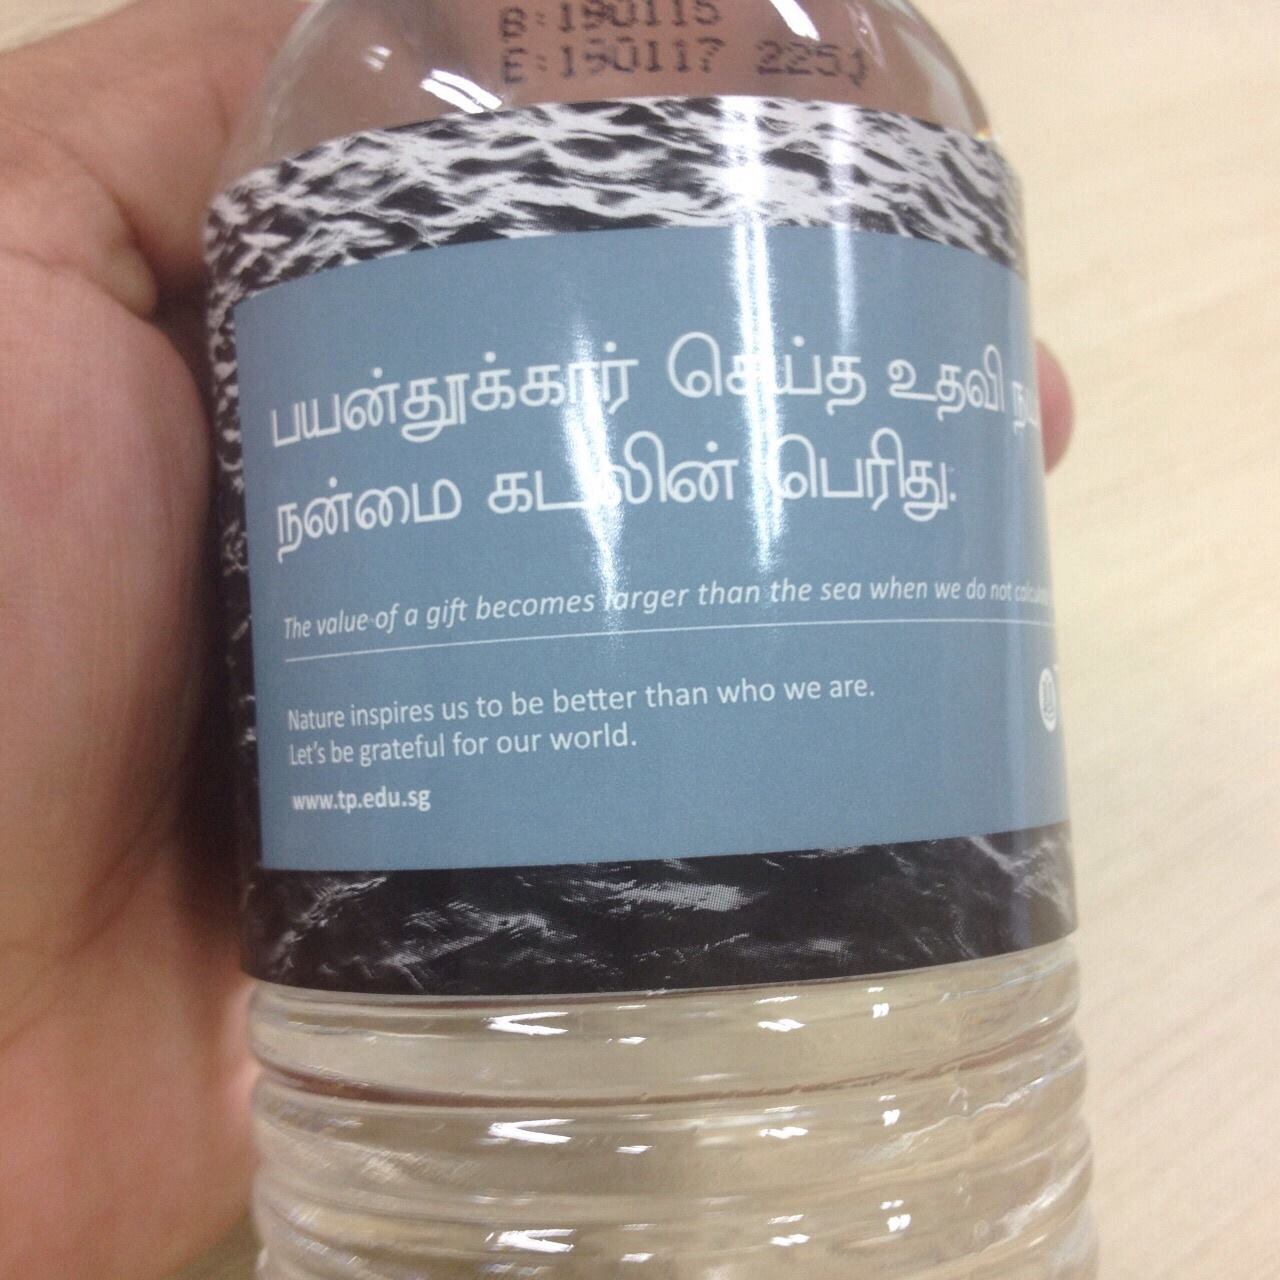 B:190115
E:190117 2251
பயன்தூக்கார் செய்த உதவி
நன்மை கடலின் பெரிது.
The value of a gift becomes larger than the sea when we do not
Nature inspires us to be better than who we are.
Let's be grateful for our world.
www.tp.edu.sg